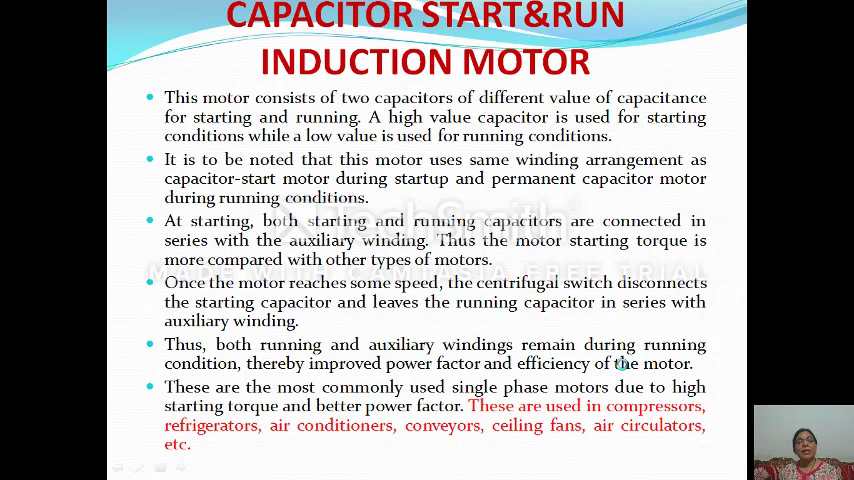 CAPACITOR START&RUN
INDUCTION MOTOR
This motor consists of two capacitors of different value of capacitance
for starting and running. A high value capacitor is used for starting
conditions while a low value is used for running conditions.
It is to be noted that this motor uses same winding arrangement as
capacitor-start motor during startup and permanent capacitor motor
during running conditions.
At starting, both starting and running capacitors are connected in
series with the auxiliary winding. Thus the motor starting torque is
more compared with other types of motors.
Once the motor reaches some speed, the centrifugal switch disconnects
the starting capacitor and leaves the running capacitor in series with
auxiliary winding.
Thus, both running and auxiliary windings remain during running
condition, thereby improved power factor and efficiency of the motor.
These are the most commonly used single phase motors due to high
starting torque and better power factor. These are used in compressors,
refrigerators, air conditioners, conveyors, ceiling fans, air circulators,
etc.
TechSmith
MADE WITH CAMTASIA FREE TRIAL